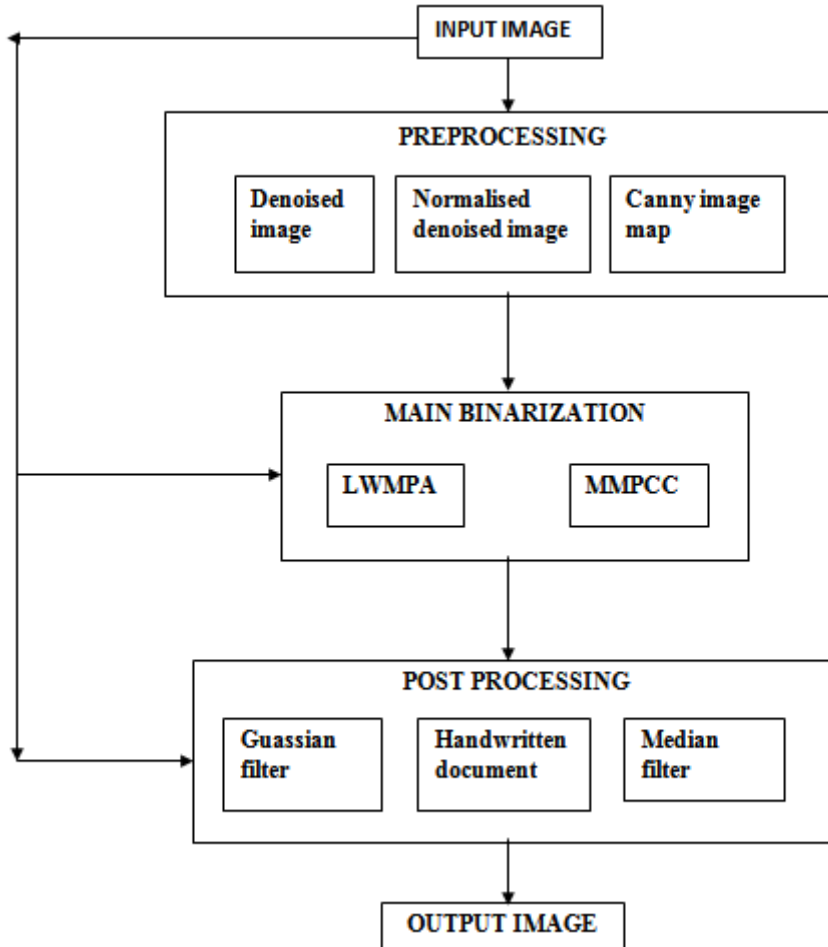 INPUT IMAGE
PREPROCESSING
Denoised
image
Normalised
denoised image
Canny image
map
MAIN BINARIZATION
LWMPA
MMPCC
POST PROCESSING
Guassian
filter
Handwritten
document
Median
filter
OUTPUT IMAGE